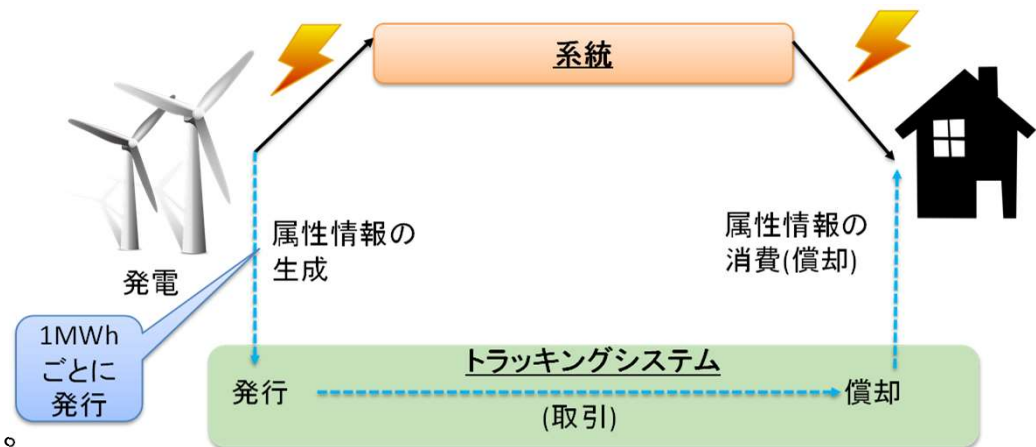 系統
属性情報の
生成
属性情報の
消費(償却)
発電
1MWh
ごとに
発行
トラッキングシステム
発行
償却
(取引)
。